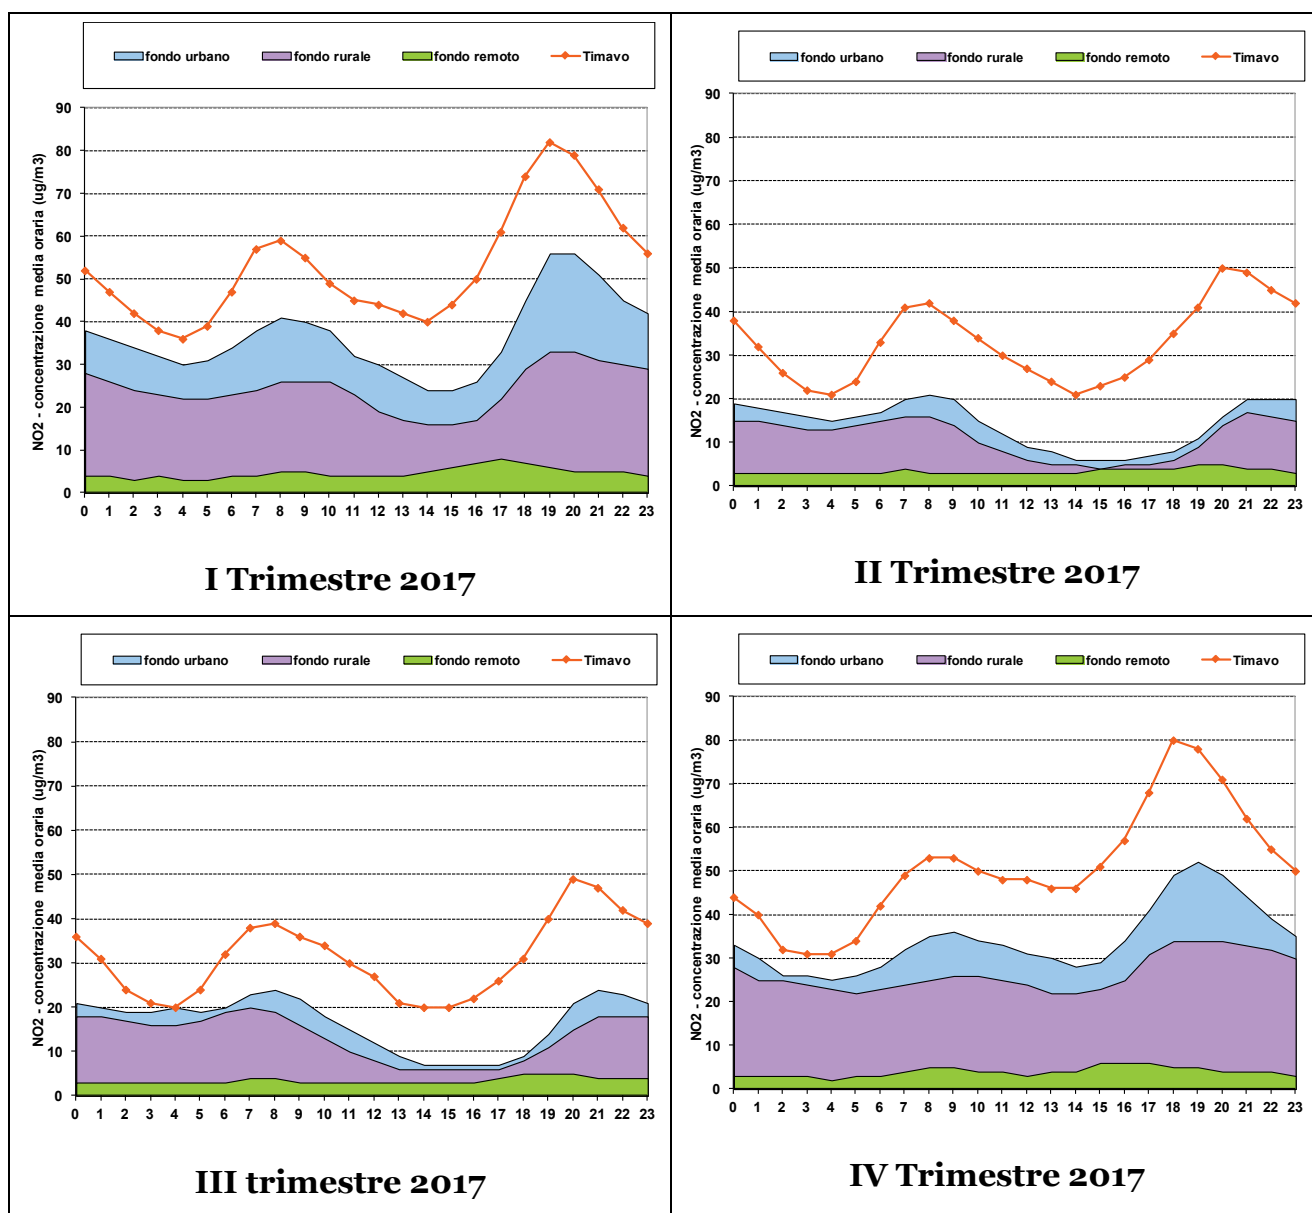 fondo urbano fondo rurale fondo remoto Timavo
NO2 - concentrazione media oraria (ug/m3)
90
80
70
60
50
40
30
20
10
0
0 1 2 3 4 5 6 7 8 9 10 11 12 13 14 15 16 17 18 19 20 21 22 23
I Trimestre 2017
fondo urbano fondo rurale fondo remoto Timavo
NO2 - concentrazione media oraria (ug/m3)
90
80
70
60
50
40
30
20
10
0
0 1 2 3 4 5 6 7 8 9 10 11 12 13 14 15 16 17 18 19 20 21 22 23
II Trimestre 2017
fondo urbano fondo rurale fondo remoto Timavo
NO2 - concentrazione media oraria (ug/m3)
90
80
70
60
50
40
30
20
10
0
0 1 2 3 4 5 6 7 8 9 10 11 12 13 14 15 16 17 18 19 20 21 22 23
III trimestre 2017
fondo urbano fondo rurale fondo remoto Timavo
NO2 - concentrazione media oraria (ug/m3)
90
80
70
60
50
40
30
20
10
0
0 1 2 3 4 5 6 7 8 9 10 11 12 13 14 15 16 17 18 19 20 21 22 23
IV Trimestre 2017